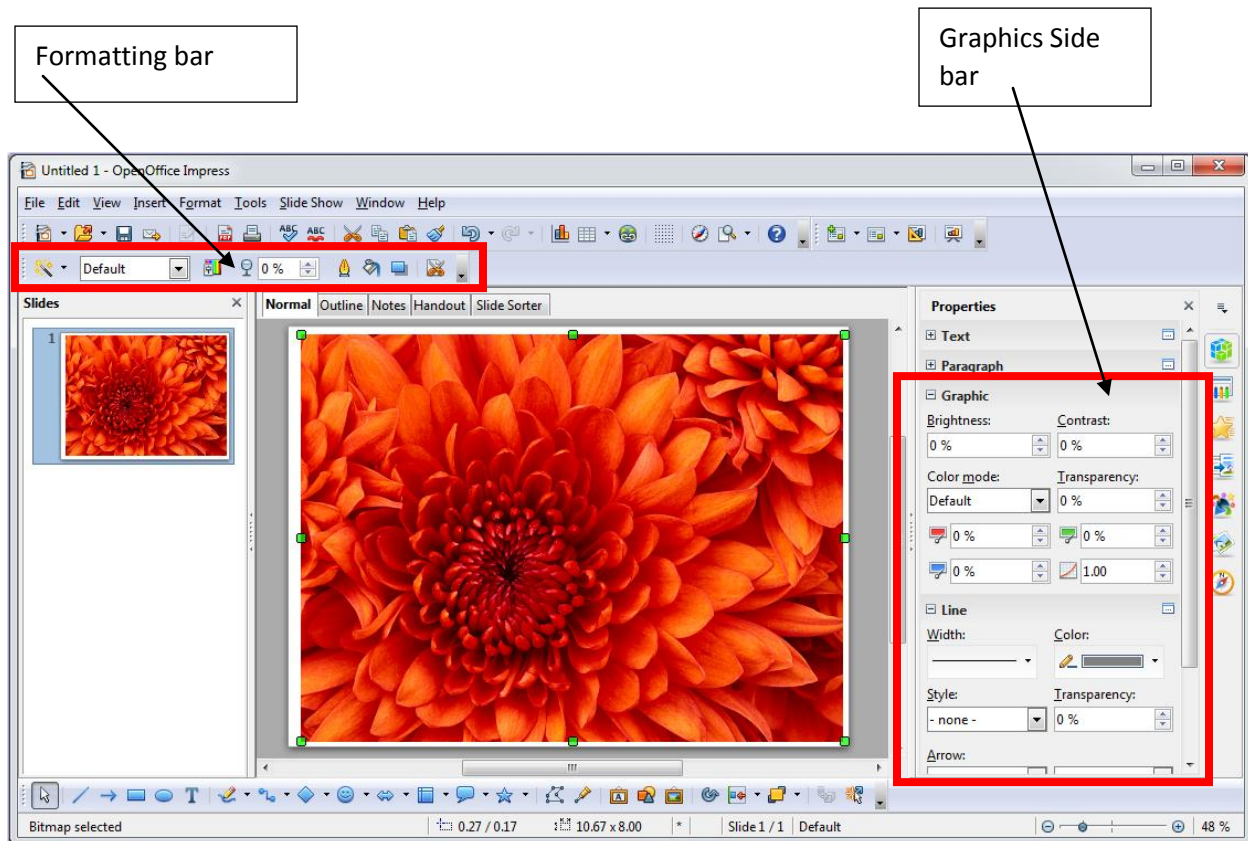 Formatting bar
Graphics Side
bar
Untitled 1 - OpenOffice Impress
File Edit View Insert Format Tools Slide Show Window Help
ABC ABC
Default 0 %
Slides
Normal Outline Notes Handout Slide Sorter
Properties
1
Text
Paragraph
Graphic
Brightness: Contrast:
0 % 0 %
Color mode: Transparency:
Default 0 %
0 % 0 %
0 % 1.00
Line
Width: Color:
Style: Transparency:
- none - 0 %
Arrow:
T
Bitmap selected 0.27 / 0.17 10.67 x 8.00 * Slide 1 / 1 Default 48 %